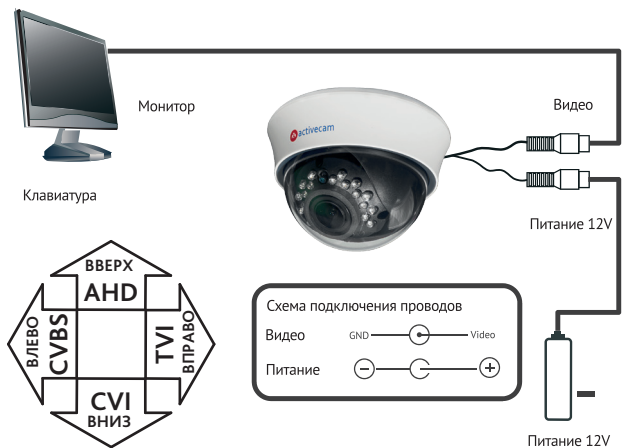 Монитор
activecam
Видео
Клавиатура
Питание 12V
ВВЕРХ
AHD
ВЛЕВО
CVBS
TVI
ВПРАВО
CVI
ВНИЗ
Схема подключения проводов
Видео GND Video
Питание − +
Питание 12V